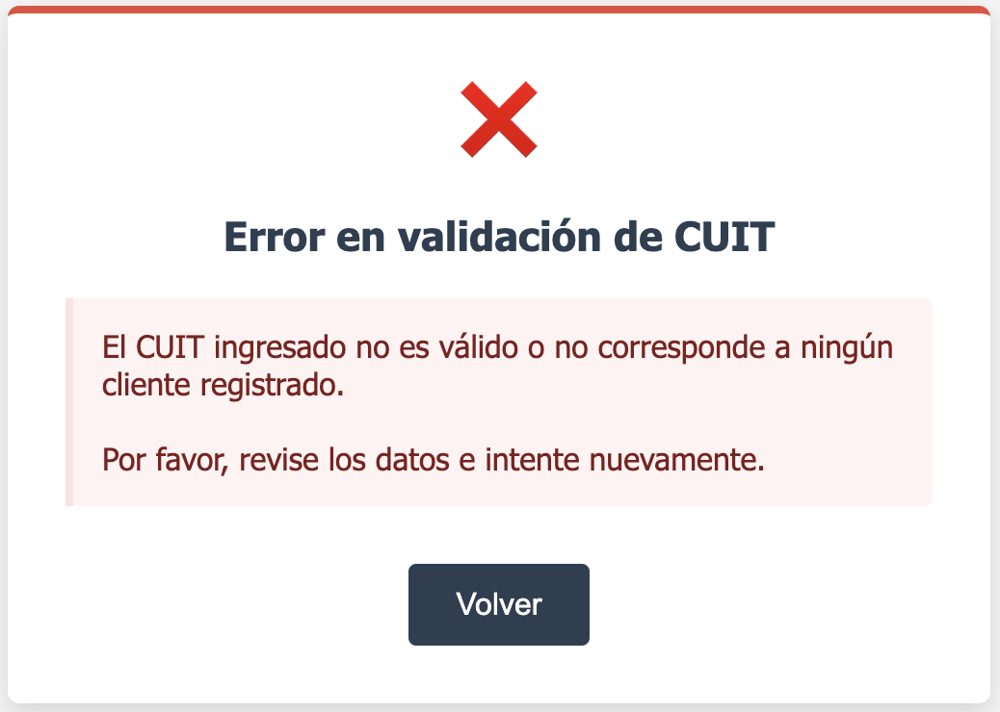 Error en validación de CUIT
El CUIT ingresado no es válido o no corresponde a ningún
cliente registrado.
Por favor, revise los datos e intente nuevamente.
Volver